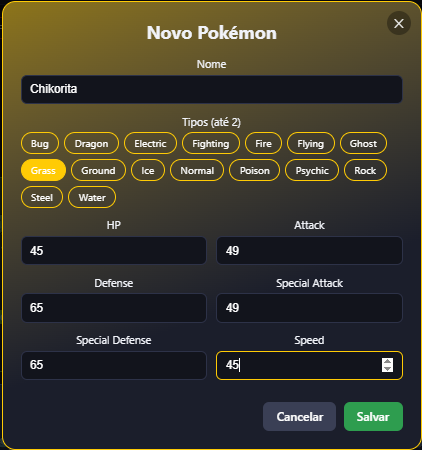 Novo Pokémon
Nome
Chikorita
Tipos (até 2)
Bug Dragon Electric Fighting Fire Flying Ghost
Grass Ground Ice Normal Poison Psychic Rock
Steel Water
HP Attack
45 49
Defense Special Attack
65 49
Special Defense Speed
65 45
Cancelar Salvar